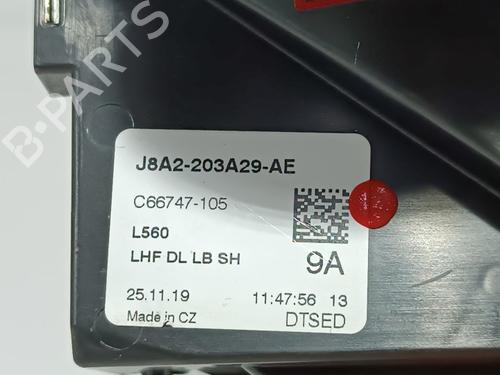 B-PARTS
J8A2-203A29-AE
C66747-105
L560
LHF DL LB SH
9A
25.11.19 11:47:56 13
Made in CZ DTSED